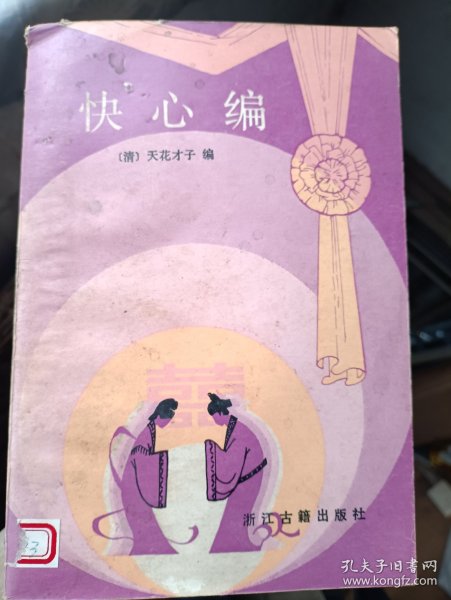 快心编
〔清〕天花才子 编
囍
浙江古籍出版社
33
孔夫子旧书网
www.kongfz.com